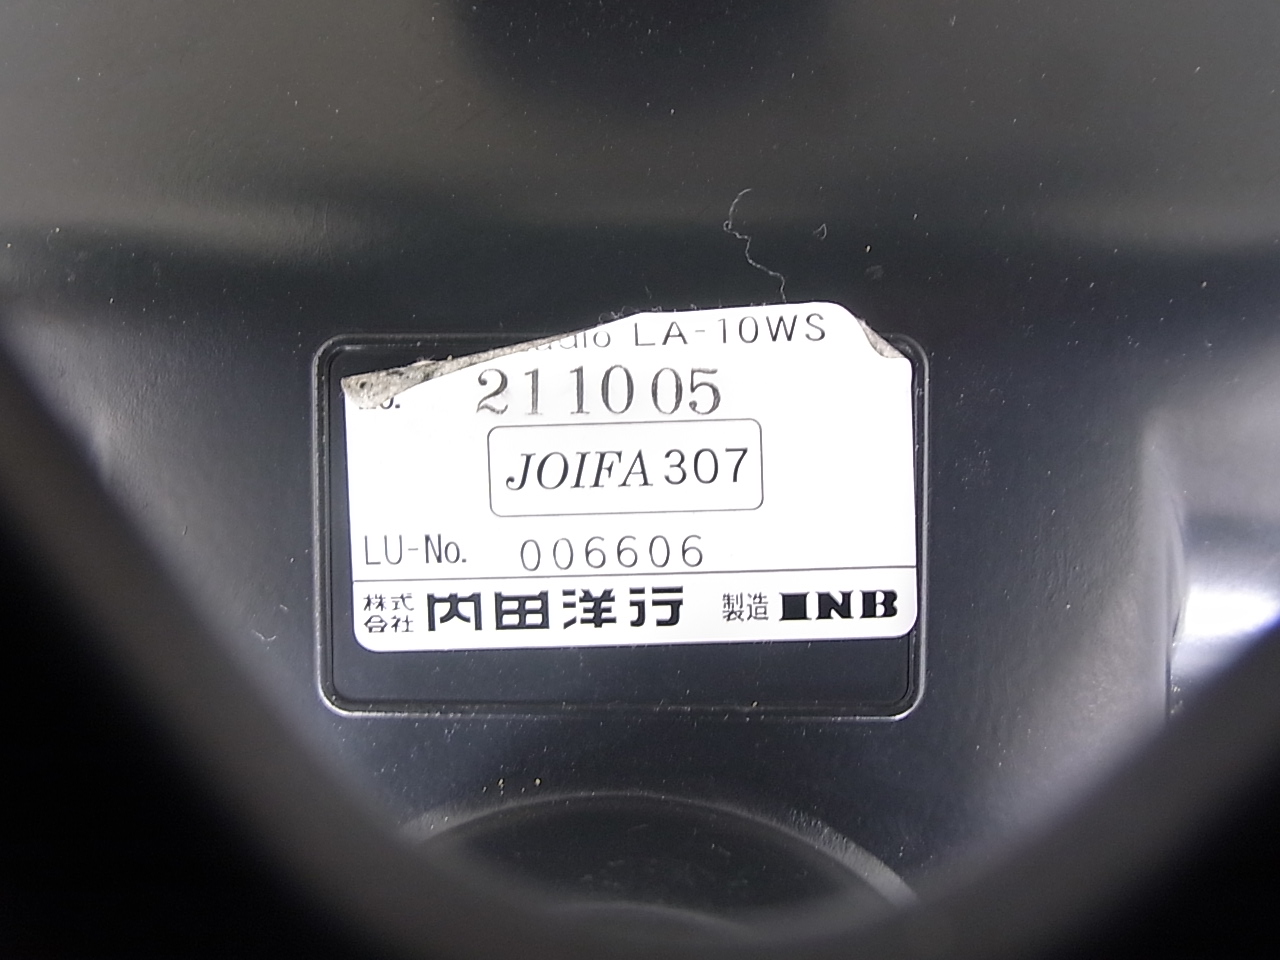 LA-10WS
No. 211005
JOIFA 307
LU-No. 006606
株式会社 内田洋行 製造 INB